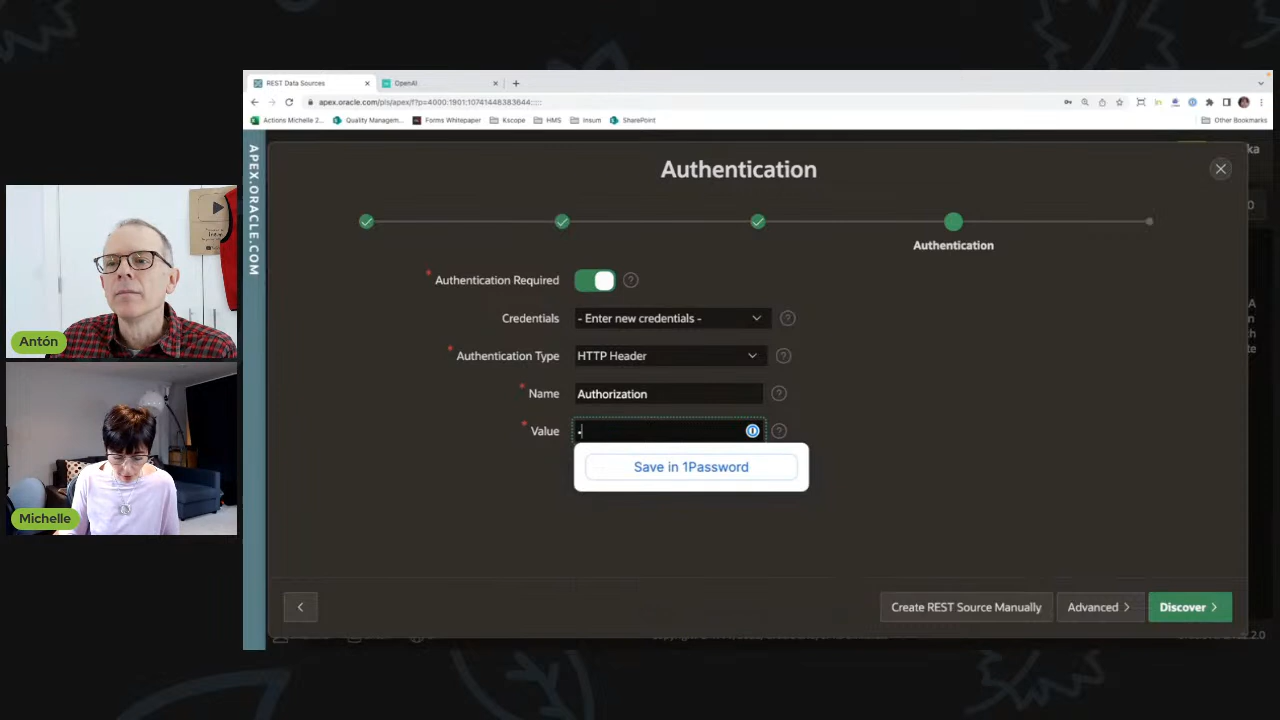 REST Data Sources
OpenAI
apex.oracle.com/pls/apex/f?p=4000:1901:10741448383644:::::
Actions Michelle 2...
Quality Managem...
Forms Whitepaper
Kscope
HMS
Insum
SharePoint
Other Bookmarks
APEX.ORACLE.COM
Authentication
Authentication
Authentication Required
Credentials
- Enter new credentials -
Authentication Type
HTTP Header
Name
Authorization
Value
Save in 1Password
Create REST Source Manually
Advanced
Discover
Antón
Michelle